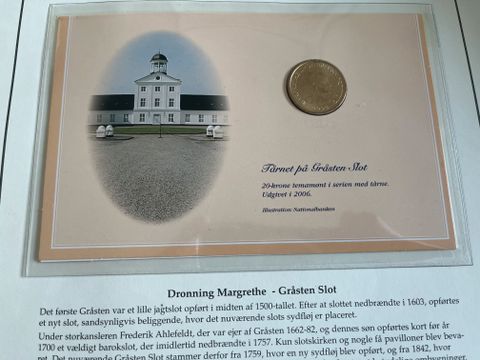 Tårnet på Gråsten Slot
20-krone temamønt i serien med tårne.
Udgivet i 2006.
Illustration: Nationalbanken
Dronning Margrethe - Gråsten Slot
Det første Gråsten var et lille jagtslot opført i midten af 1500-tallet. Efter at slottet nedbrændte i 1603, opførtes
et nyt slot, sandsynligvis beliggende, hvor det nuværende slots sydfløj er placeret.
Under storkansleren Frederik Ahlefeldt, der var ejer af Gråsten 1662-82, og dennes søn opførtes kort før år
1700 et vældigt barokslot, der imidlertid nedbrændte i 1757. Kun slotskirken og nogle få pavilloner blev beva-
ret. Det nuværende Gråsten Slot stammer derfor fra 1759, hvor en ny sydfløj blev opført, og fra 1842, hvor